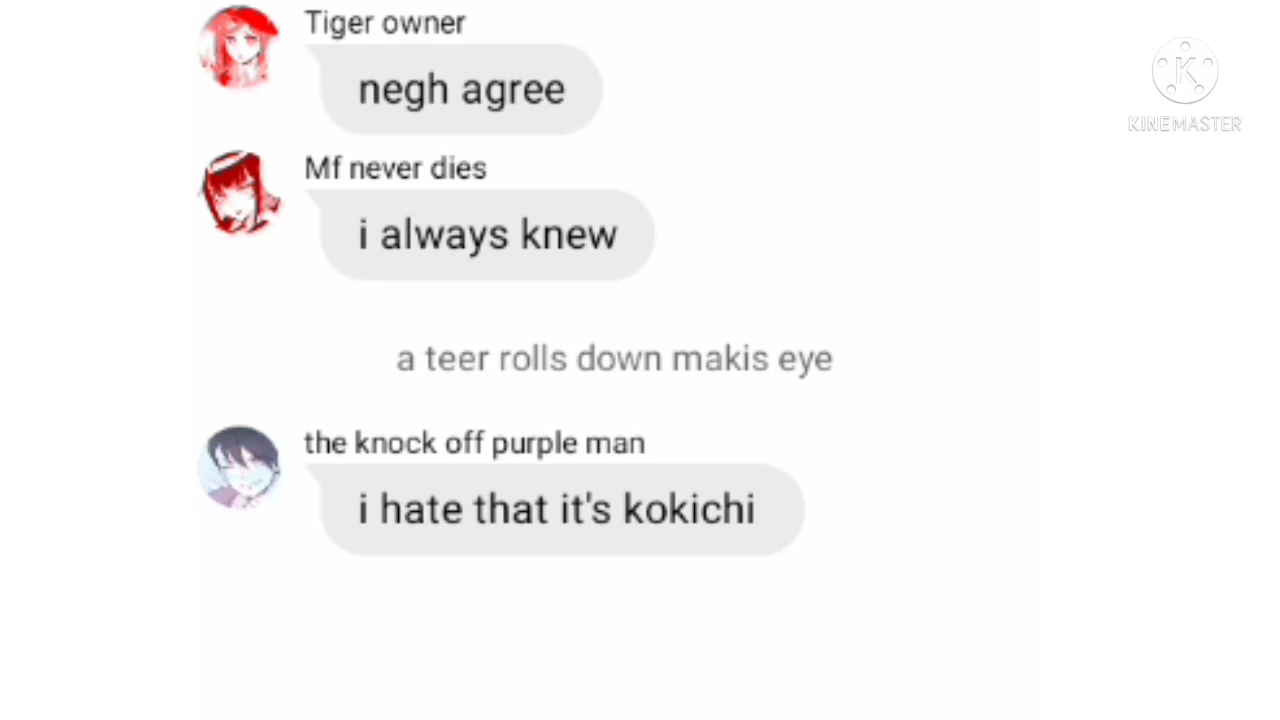 Tiger owner
negh agree
Mf never dies
i always knew
a teer rolls down makis eye
the knock off purple man
i hate that it's kokichi
K
KINEMASTER